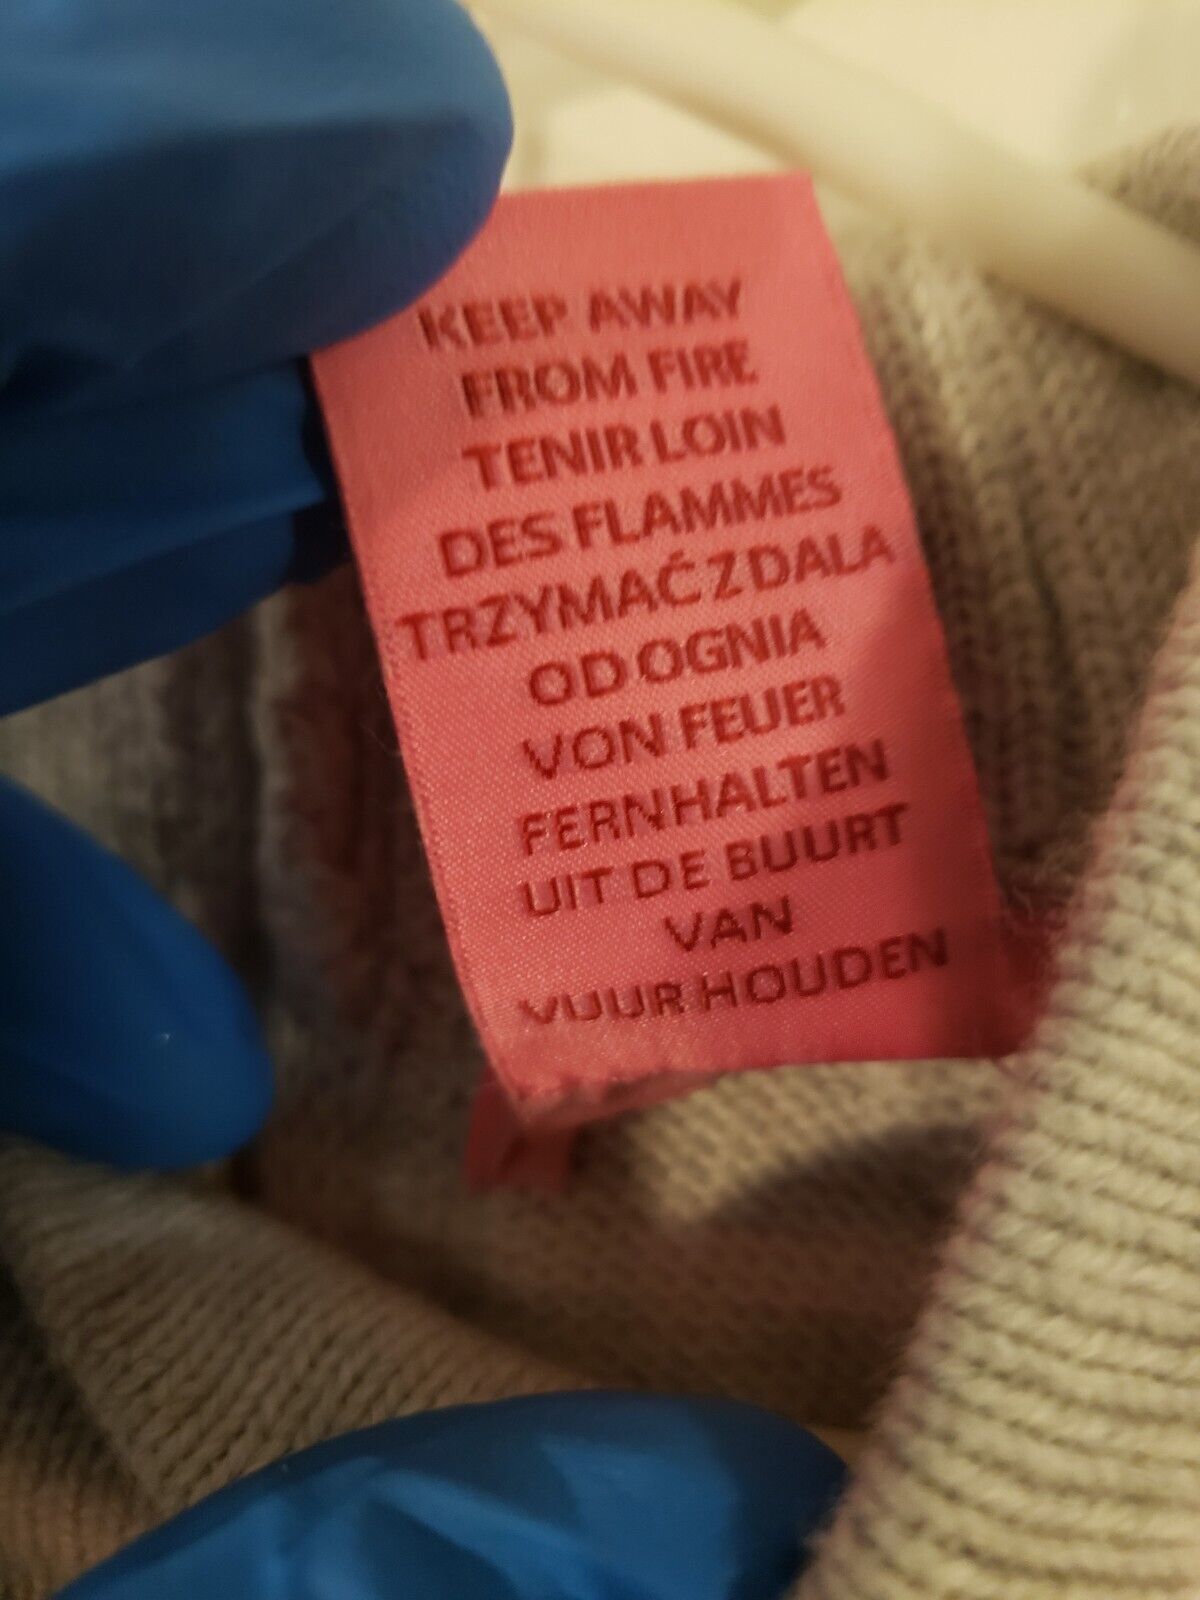 KEEP AWAY
FROM FIRE
TENIR LOIN
DES FLAMMES
TRZYMAĆ Z DALA
OD OGNIA
VON FEUER
FERNHALTEN
UIT DE BUURT
VAN
VUUR HOUDEN